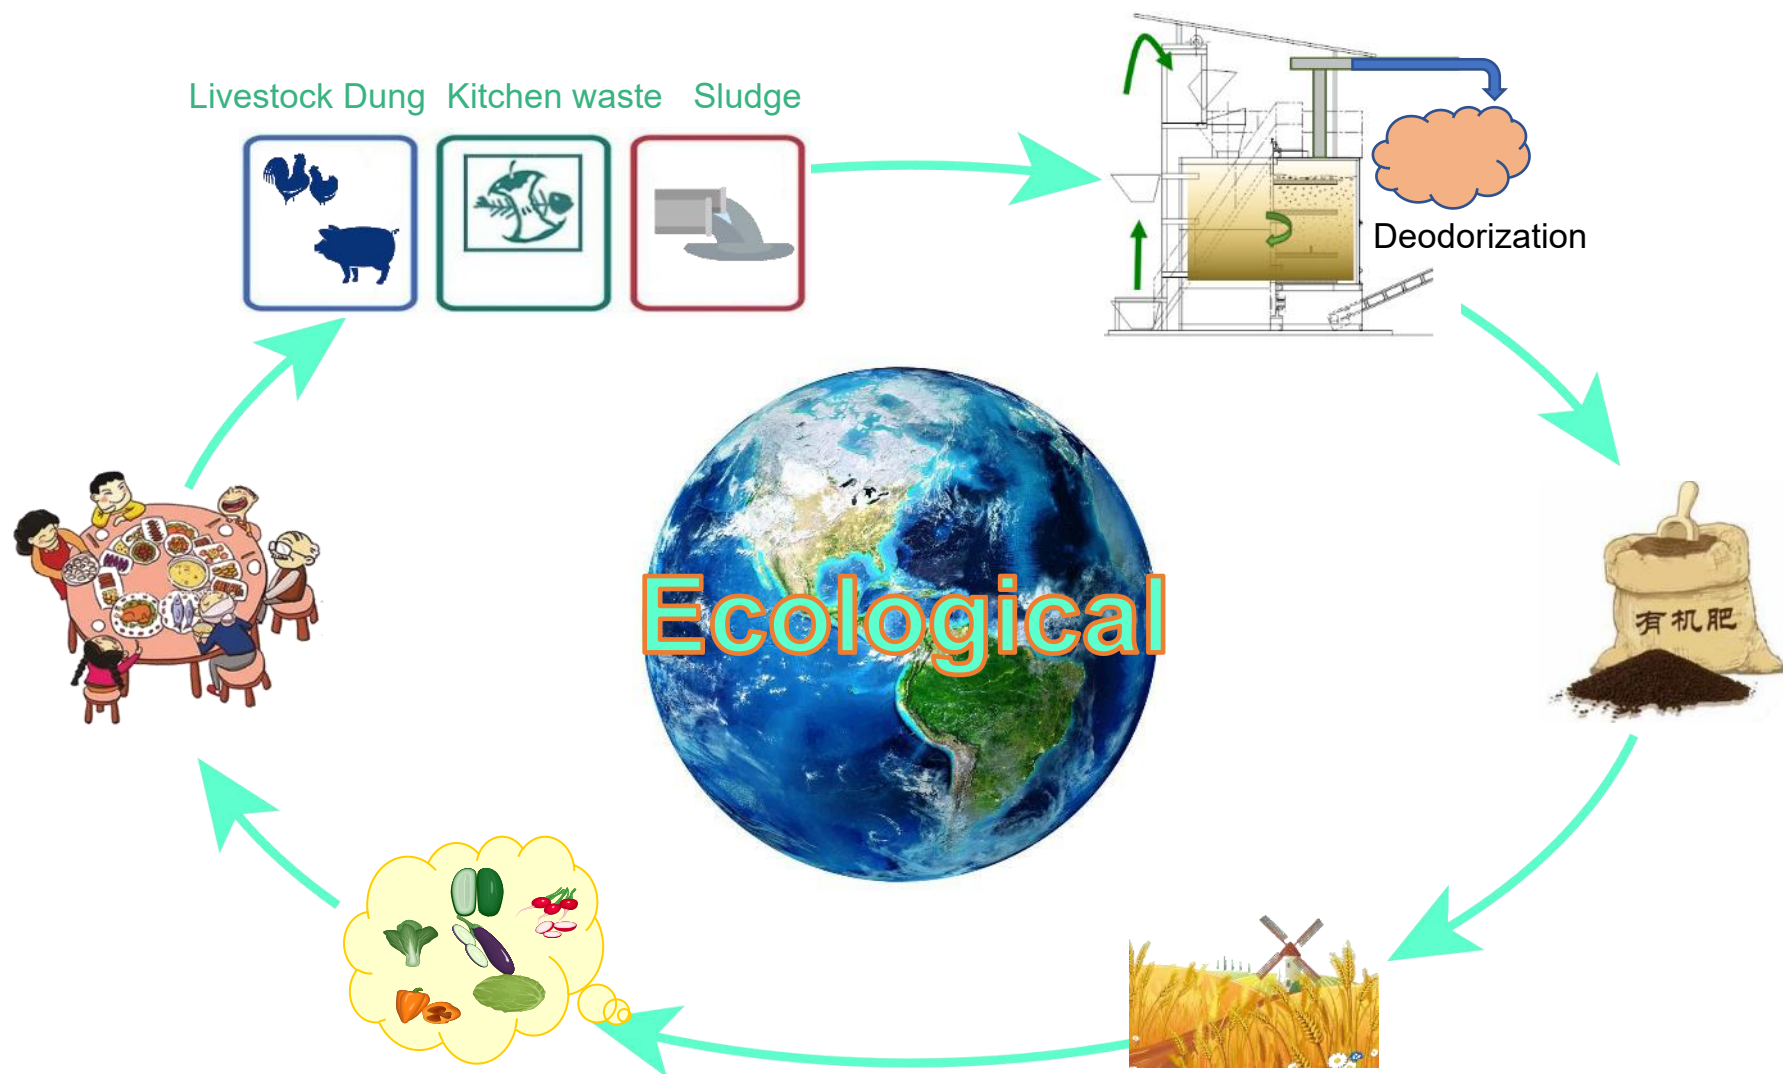 Livestock Dung Kitchen waste Sludge
Deodorization
Ecological
有机肥